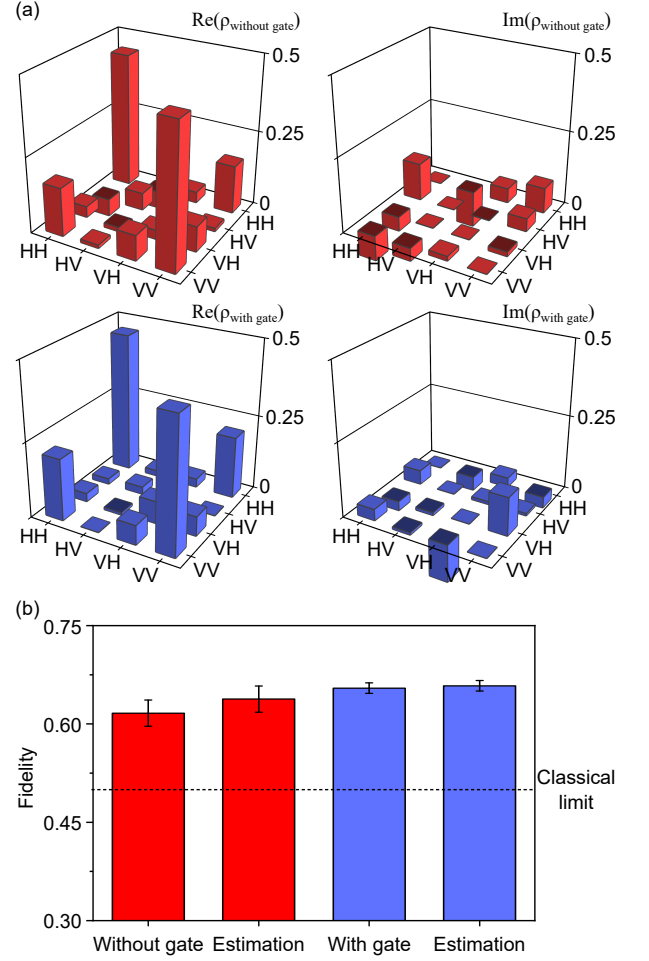 (a)
Re(ρwithout gate)
Im(ρwithout gate)
0.5
0.25
0
HH
HV
VH
VV
HH
HV
VH
VV
0.5
0.25
0
HH
HV
VH
VV
HH
HV
VH
VV
Re(ρwith gate)
Im(ρwith gate)
0.5
0.25
0
HH
HV
VH
VV
HH
HV
VH
VV
0.5
0.25
0
HH
HV
VH
VV
HH
HV
VH
VV
(b)
0.75
0.60
0.45
0.30
Fidelity
Classical
limit
Without gate
Estimation
With gate
Estimation